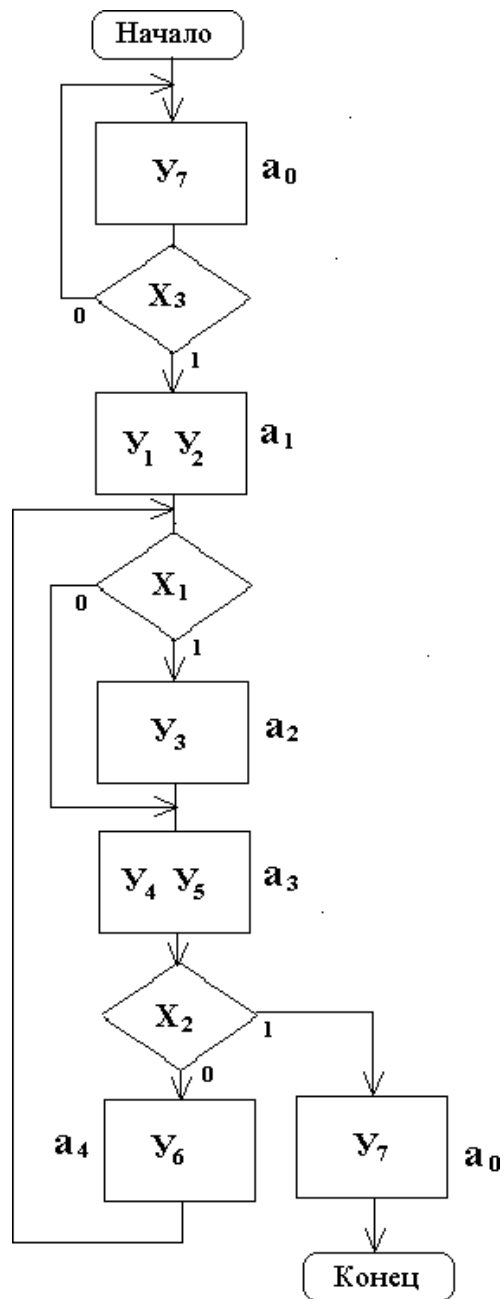 Начало
У₇ a₀
X₃
0
1
У₁ У₂ a₁
X₁
0
1
У₃ a₂
У₄ У₅ a₃
X₂
1
0
a₄ У₆
У₇ a₀
Конец